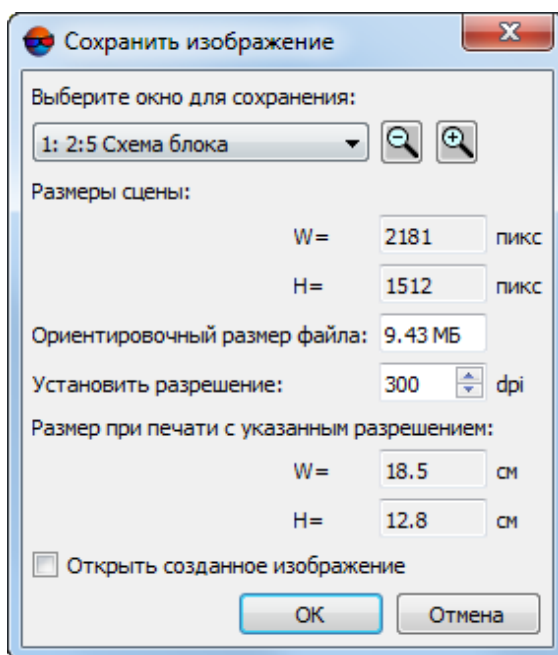 Сохранить изображение
Выберите окно для сохранения:
1: 2:5 Схема блока
Размеры сцены:
W= 2181 пикс
H= 1512 пикс
Ориентировочный размер файла: 9.43 МБ
Установить разрешение: 300 dpi
Размер при печати с указанным разрешением:
W= 18.5 см
H= 12.8 см
Открыть созданное изображение
OK Отмена